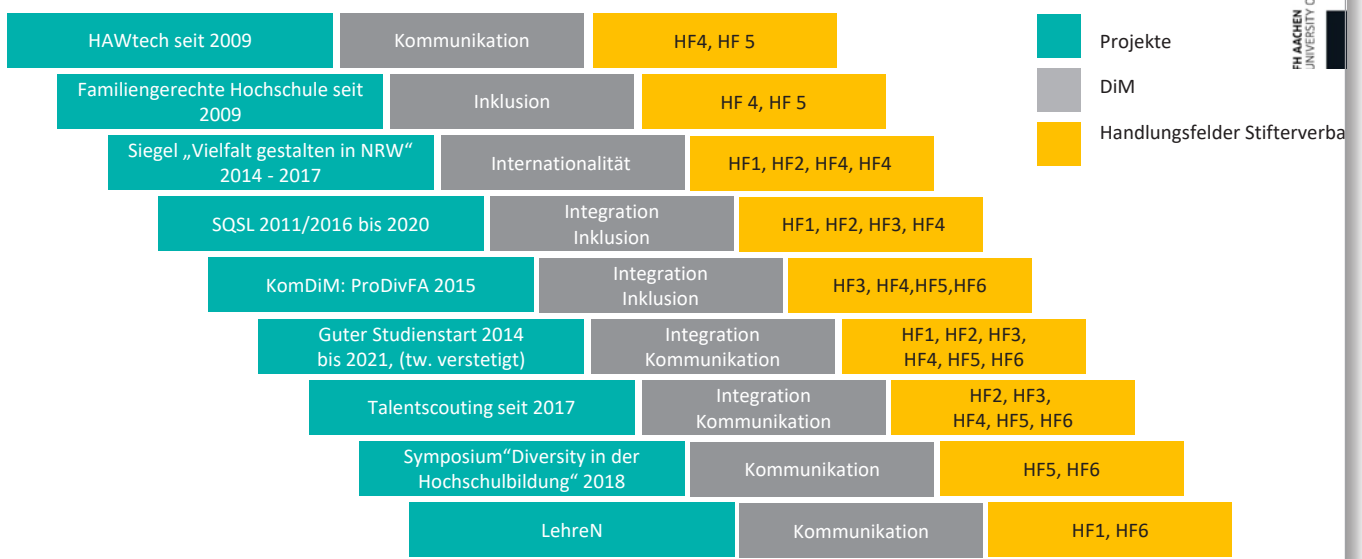 HAWtech seit 2009
Kommunikation
HF4, HF 5
Familiengerechte Hochschule seit
2009
Inklusion
HF 4, HF 5
Siegel „Vielfalt gestalten in NRW“
2014 - 2017
Internationalität
HF1, HF2, HF4, HF4
SQSL 2011/2016 bis 2020
Integration
Inklusion
HF1, HF2, HF3, HF4
KomDiM: ProDivFA 2015
Integration
Inklusion
HF3, HF4,HF5,HF6
Guter Studienstart 2014
bis 2021, (tw. verstetigt)
Integration
Kommunikation
HF1, HF2, HF3,
HF4, HF5, HF6
Talentscouting seit 2017
Integration
Kommunikation
HF2, HF3,
HF4, HF5, HF6
Symposium“Diversity in der
Hochschulbildung“ 2018
Kommunikation
HF5, HF6
LehreN
Kommunikation
HF1, HF6
Projekte
DiM
Handlungsfelder Stifterverba
FH AACHEN
UNIVERSITY O